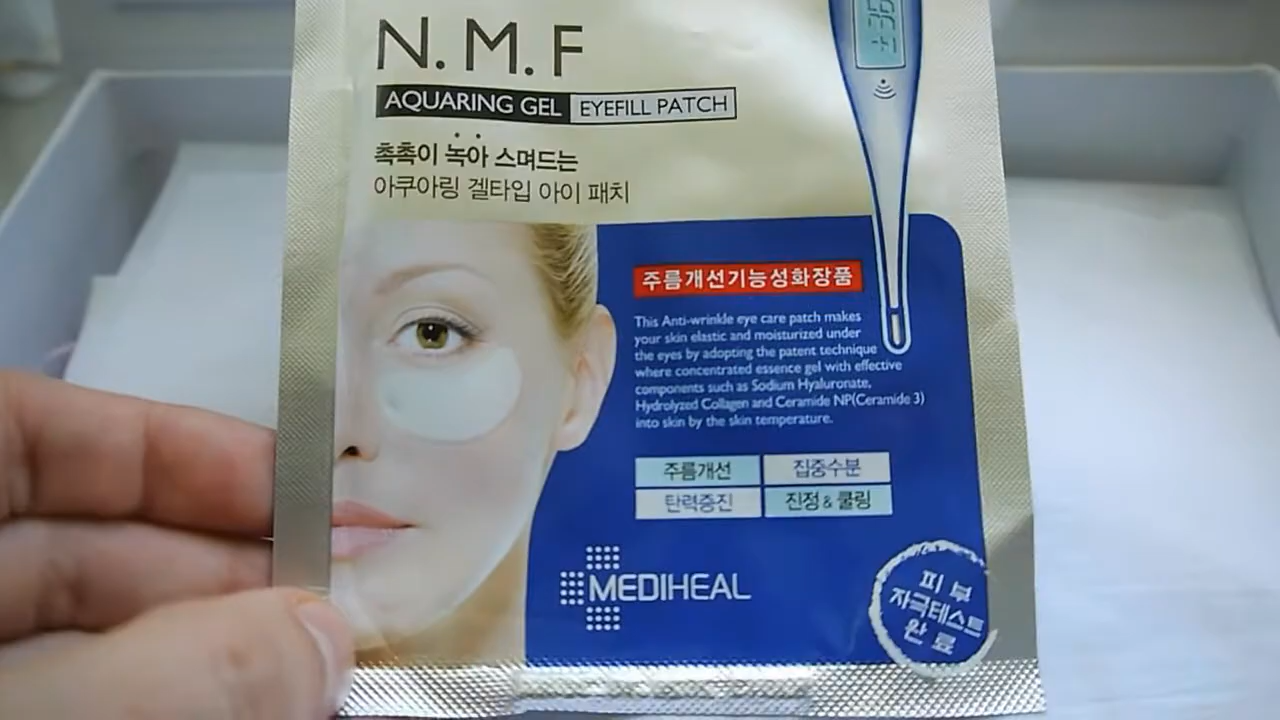 N.M.F
AQUARING GEL EYEFILL PATCH
촉촉이 녹아 스며드는
아쿠아링 겔타입 아이 패치
주름개선기능성화장품
This Anti-wrinkle eye care patch makes
your skin elastic and moisturized under
the eyes by adopting the patent technique
where concentrated essence gel with effective
components such as Sodium Hyaluronate,
Hydrolyzed Collagen and Ceramide NP(Ceramide 3)
into skin by the skin temperature.
주름개선 집중수분
탄력증진 진정&쿨링
MEDIHEAL
피부
자극테스트
완료